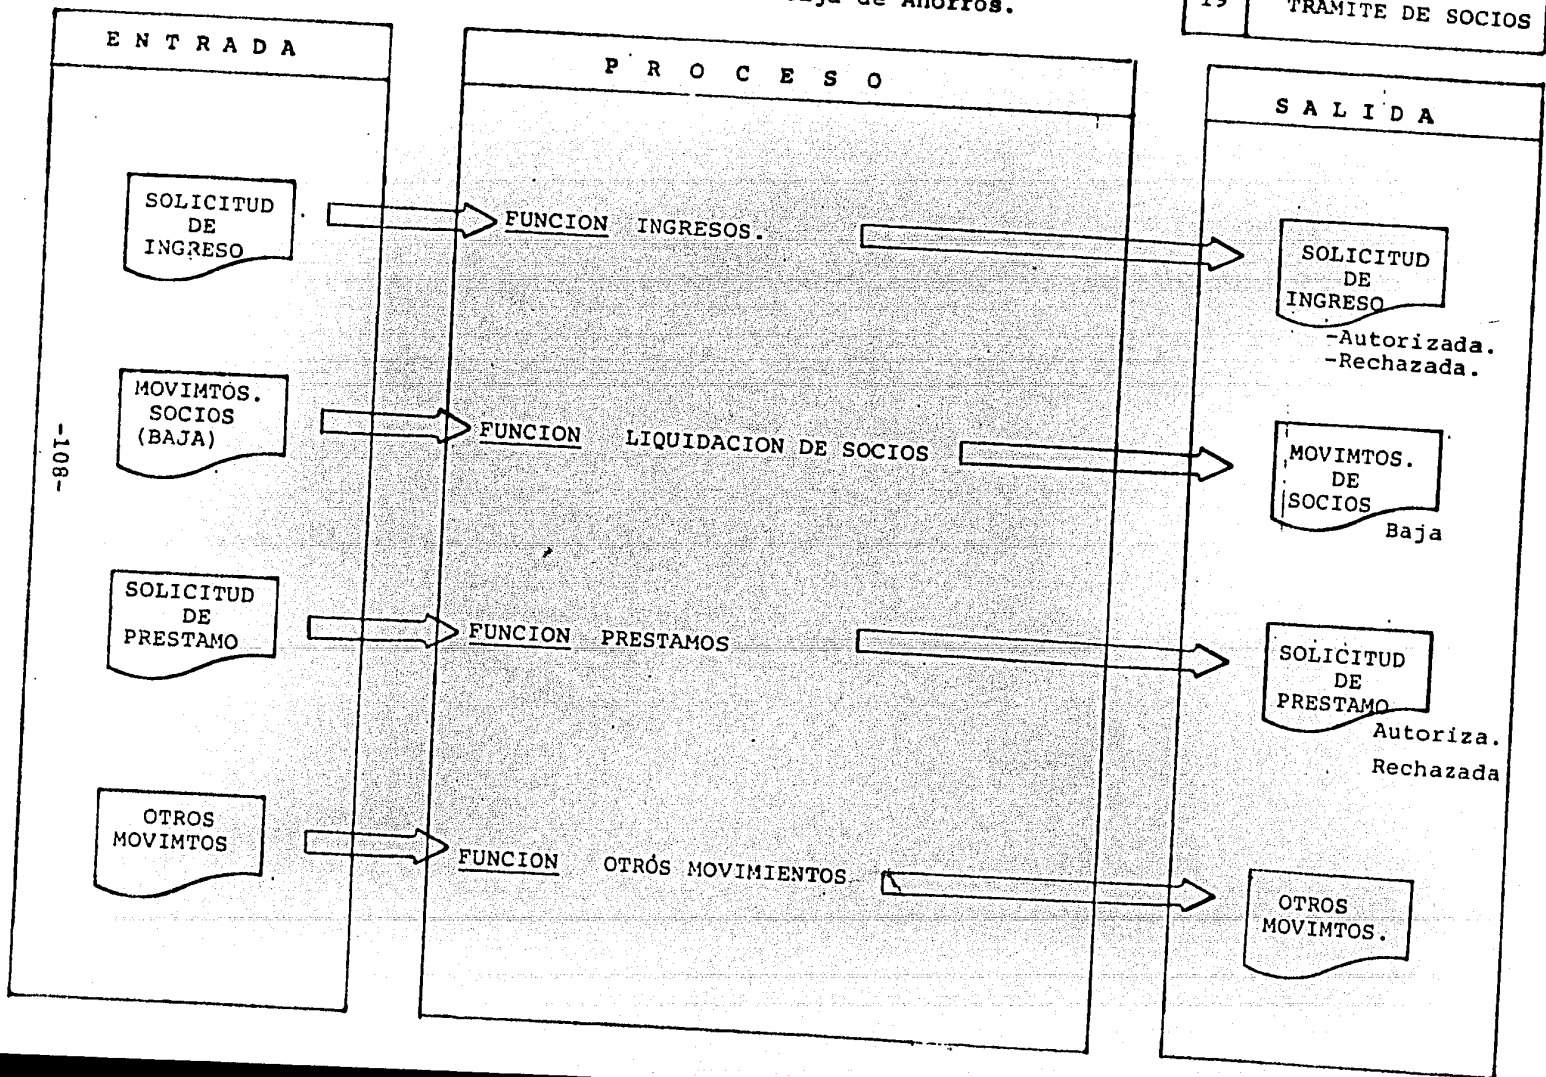 de Ahorros.
19 TRAMITE DE SOCIOS
E N T R A D A
P R O C E S O
S A L I D A
SOLICITUD
DE
INGRESO
FUNCION INGRESOS.
SOLICITUD
DE
INGRESO
-Autorizada.
-Rechazada.
MOVIMTOS.
SOCIOS
(BAJA)
FUNCION LIQUIDACION DE SOCIOS
MOVIMTOS.
DE
SOCIOS
Baja
-108-
SOLICITUD
DE
PRESTAMO
FUNCION PRESTAMOS
SOLICITUD
DE
PRESTAMO
Autoriza.
Rechazada
OTROS
MOVIMTOS
FUNCION OTROS MOVIMIENTOS
OTROS
MOVIMTOS.